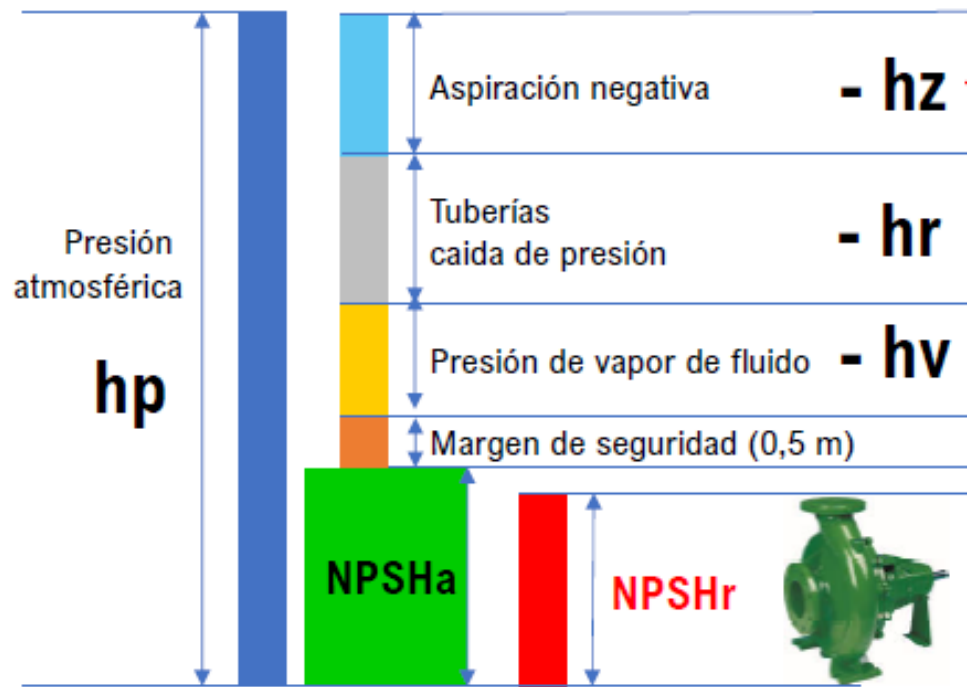 Aspiración negativa
- hz
Presión
atmosférica
hp
Tuberías
caida de presión
- hr
Presión de vapor de fluido
- hv
Margen de seguridad (0,5 m)
NPSHa
NPSHr